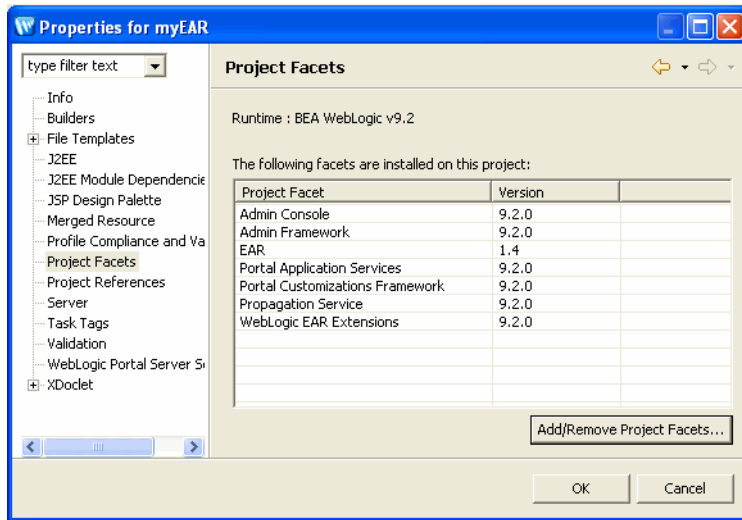 Properties for myEAR
type filter text
Project Facets
Info
Builders
File Templates
J2EE
J2EE Module Dependencie
JSP Design Palette
Merged Resource
Profile Compliance and Va
Project Facets
Project References
Server
Task Tags
Validation
WebLogic Portal Server S
XDoclet
Runtime : BEA WebLogic v9.2
The following facets are installed on this project:
Project Facet Version
Admin Console 9.2.0
Admin Framework 9.2.0
EAR 1.4
Portal Application Services 9.2.0
Portal Customizations Framework 9.2.0
Propagation Service 9.2.0
WebLogic EAR Extensions 9.2.0
Add/Remove Project Facets...
OK Cancel